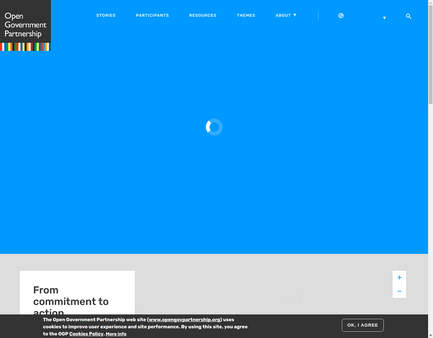 Open
Government
Partnership
STORIES
PARTICIPANTS
RESOURCES
THEMES
ABOUT
From
commitment to
action
The Open Government Partnership web site (www.opengovpartnership.org) uses
cookies to improve user experience and site performance. By using this site, you agree
to the OGP Cookies Policy. More info
OK, I AGREE
+
−